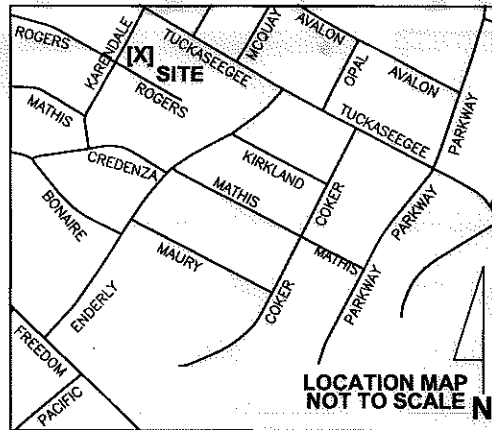 ROGERS
KARENDALE
[X]
SITE
ROGERS
TUCKASEEGEE
MCQUAY
AVALON
OPAL
AVALON
TUCKASEEGEE
PARKWAY
MATHIS
CREDENZA
KIRKLAND
MATHIS
COKER
PARKWAY
BONAIRE
MAURY
MATHIS
ENDERLY
COKER
PARKWAY
FREEDOM
PACIFIC
LOCATION MAP
NOT TO SCALE N